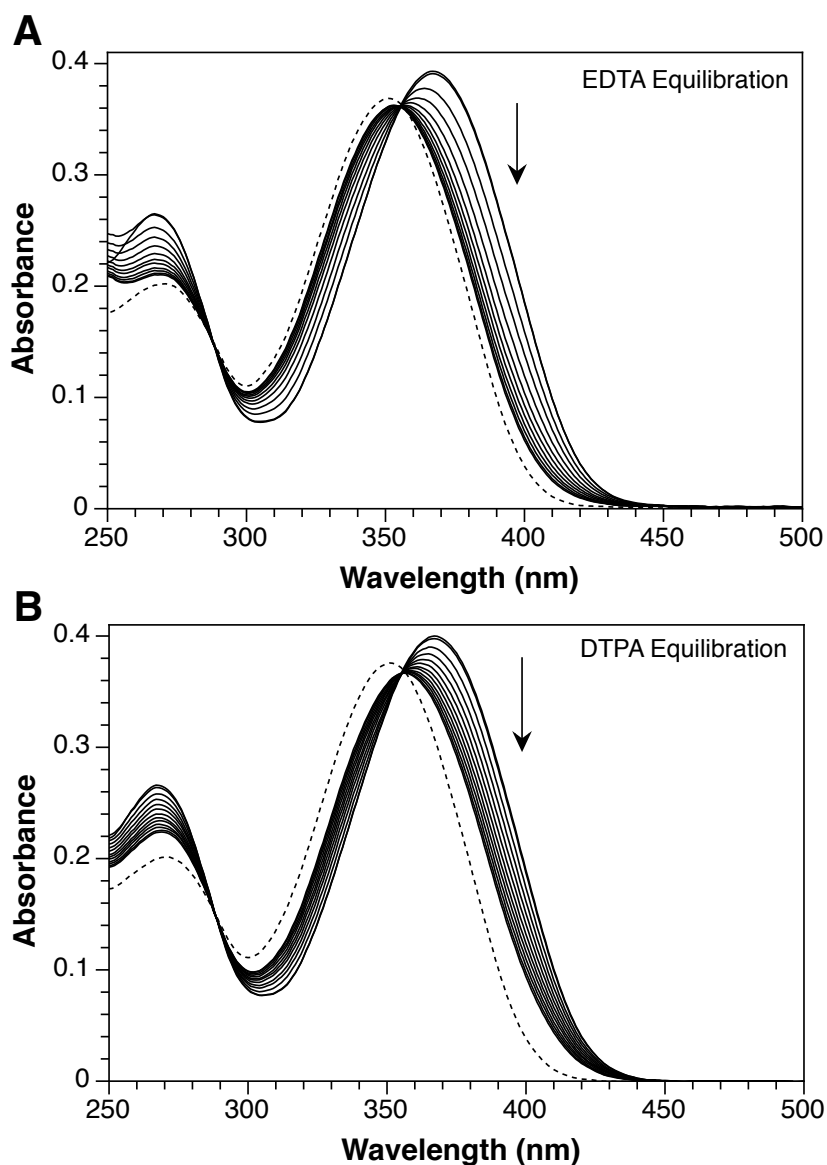 A
0.4
EDTA Equilibration
0.3
Absorbance
0.2
0.1
0
250 300 350 400 450 500
Wavelength (nm)
B
0.4
DTPA Equilibration
0.3
Absorbance
0.2
0.1
0
250 300 350 400 450 500
Wavelength (nm)